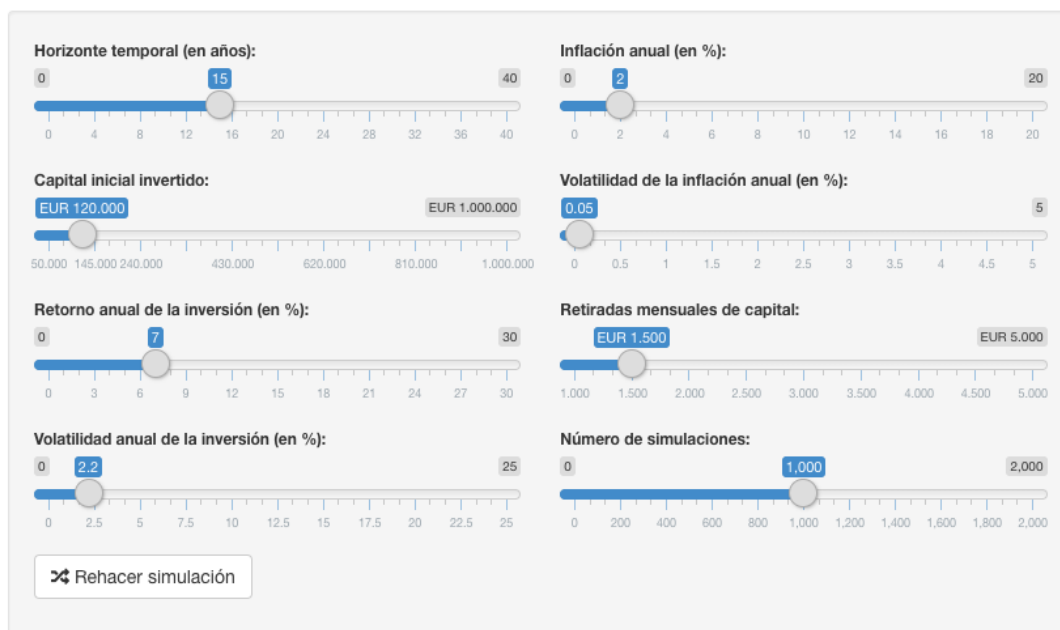 Horizonte temporal (en años):
0 15 40
0 4 8 12 16 20 24 28 32 36 40
Capital inicial invertido:
EUR 120.000 EUR 1.000.000
50.000 145.000 240.000 430.000 620.000 810.000 1.000.000
Retorno anual de la inversión (en %):
0 7 30
0 3 6 9 12 15 18 21 24 27 30
Volatilidad anual de la inversión (en %):
0 2.2 25
0 2.5 5 7.5 10 12.5 15 17.5 20 22.5 25
Rehacer simulación
Inflación anual (en %):
0 2 20
0 2 4 6 8 10 12 14 16 18 20
Volatilidad de la inflación anual (en %):
0.05 5
0 0.5 1 1.5 2 2.5 3 3.5 4 4.5 5
Retiradas mensuales de capital:
EUR 1.500 EUR 5.000
1.000 1.500 2.000 2.500 3.000 3.500 4.000 4.500 5.000
Número de simulaciones:
0 1,000 2,000
0 200 400 600 800 1,000 1,200 1,400 1,600 1,800 2,000